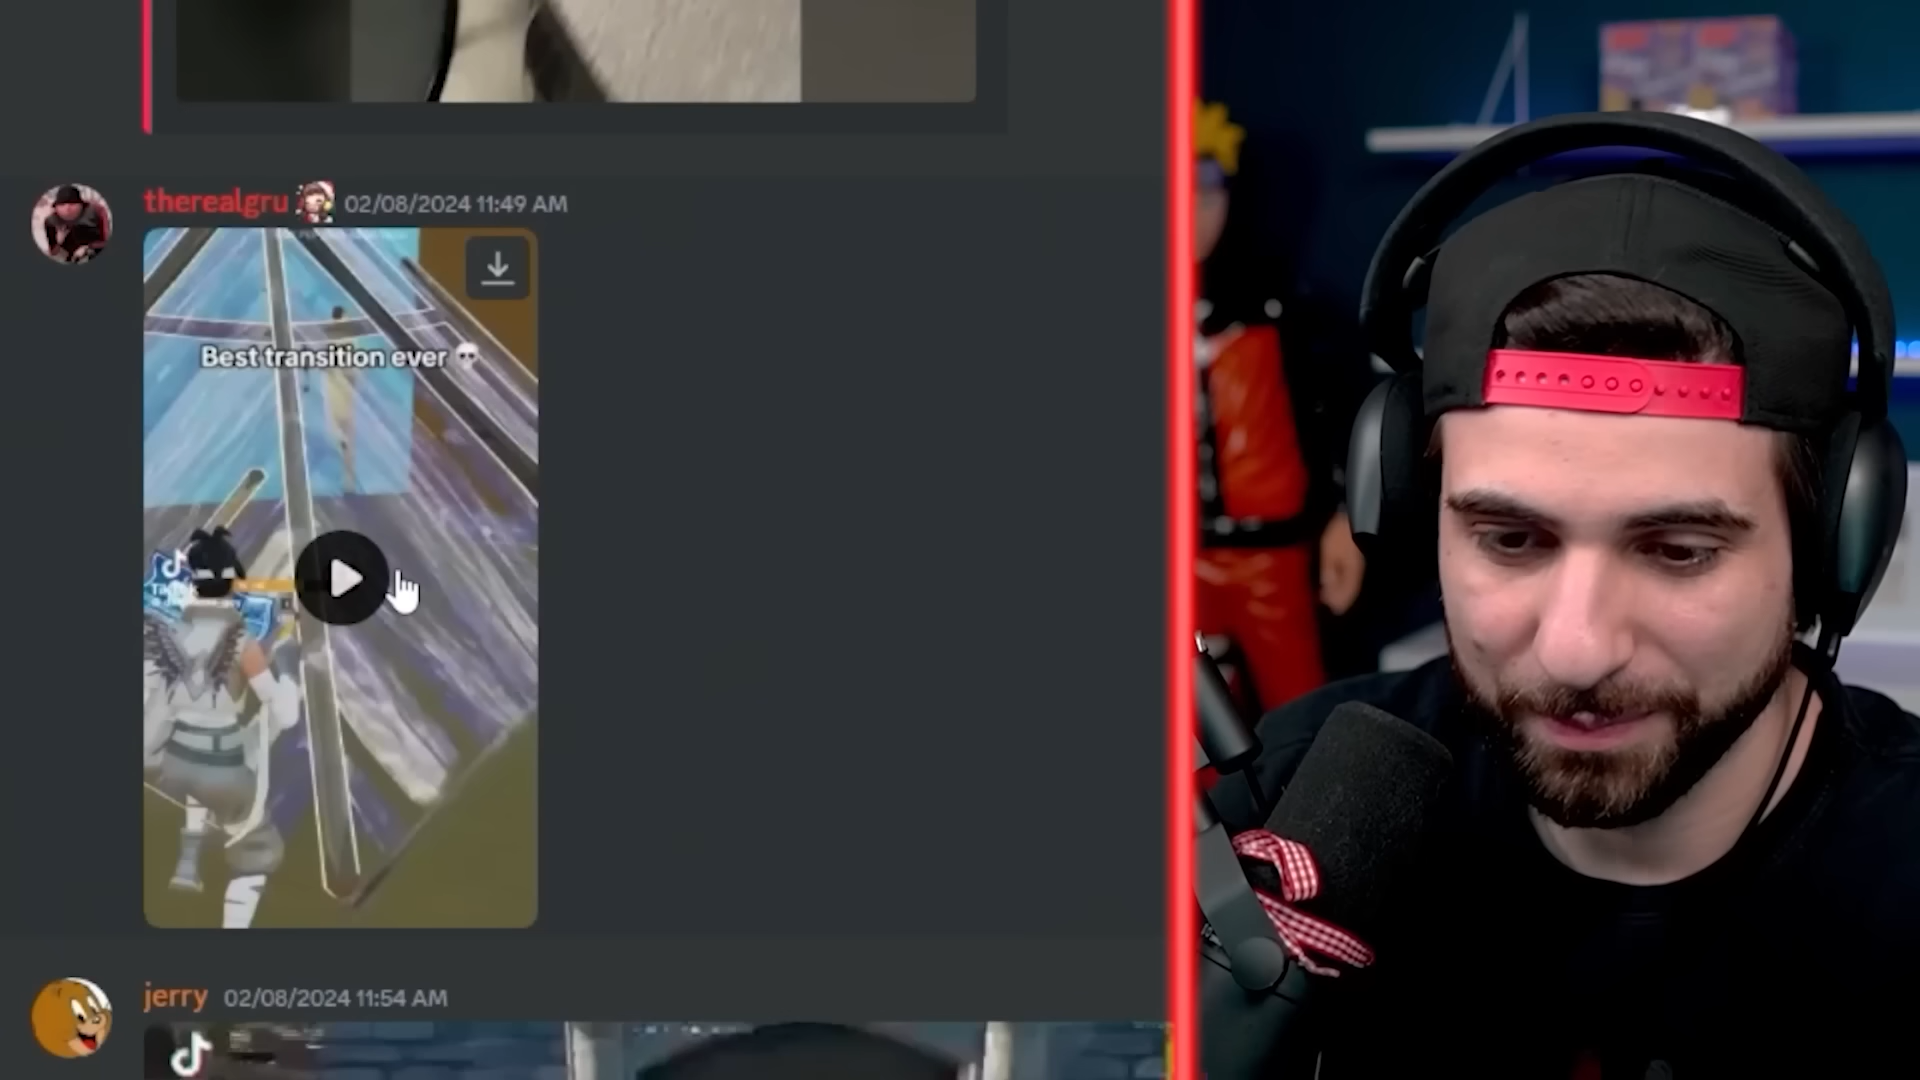 therealgru 02/08/2024 11:49 AM
Best transition ever 💀
jerry 02/08/2024 11:54 AM